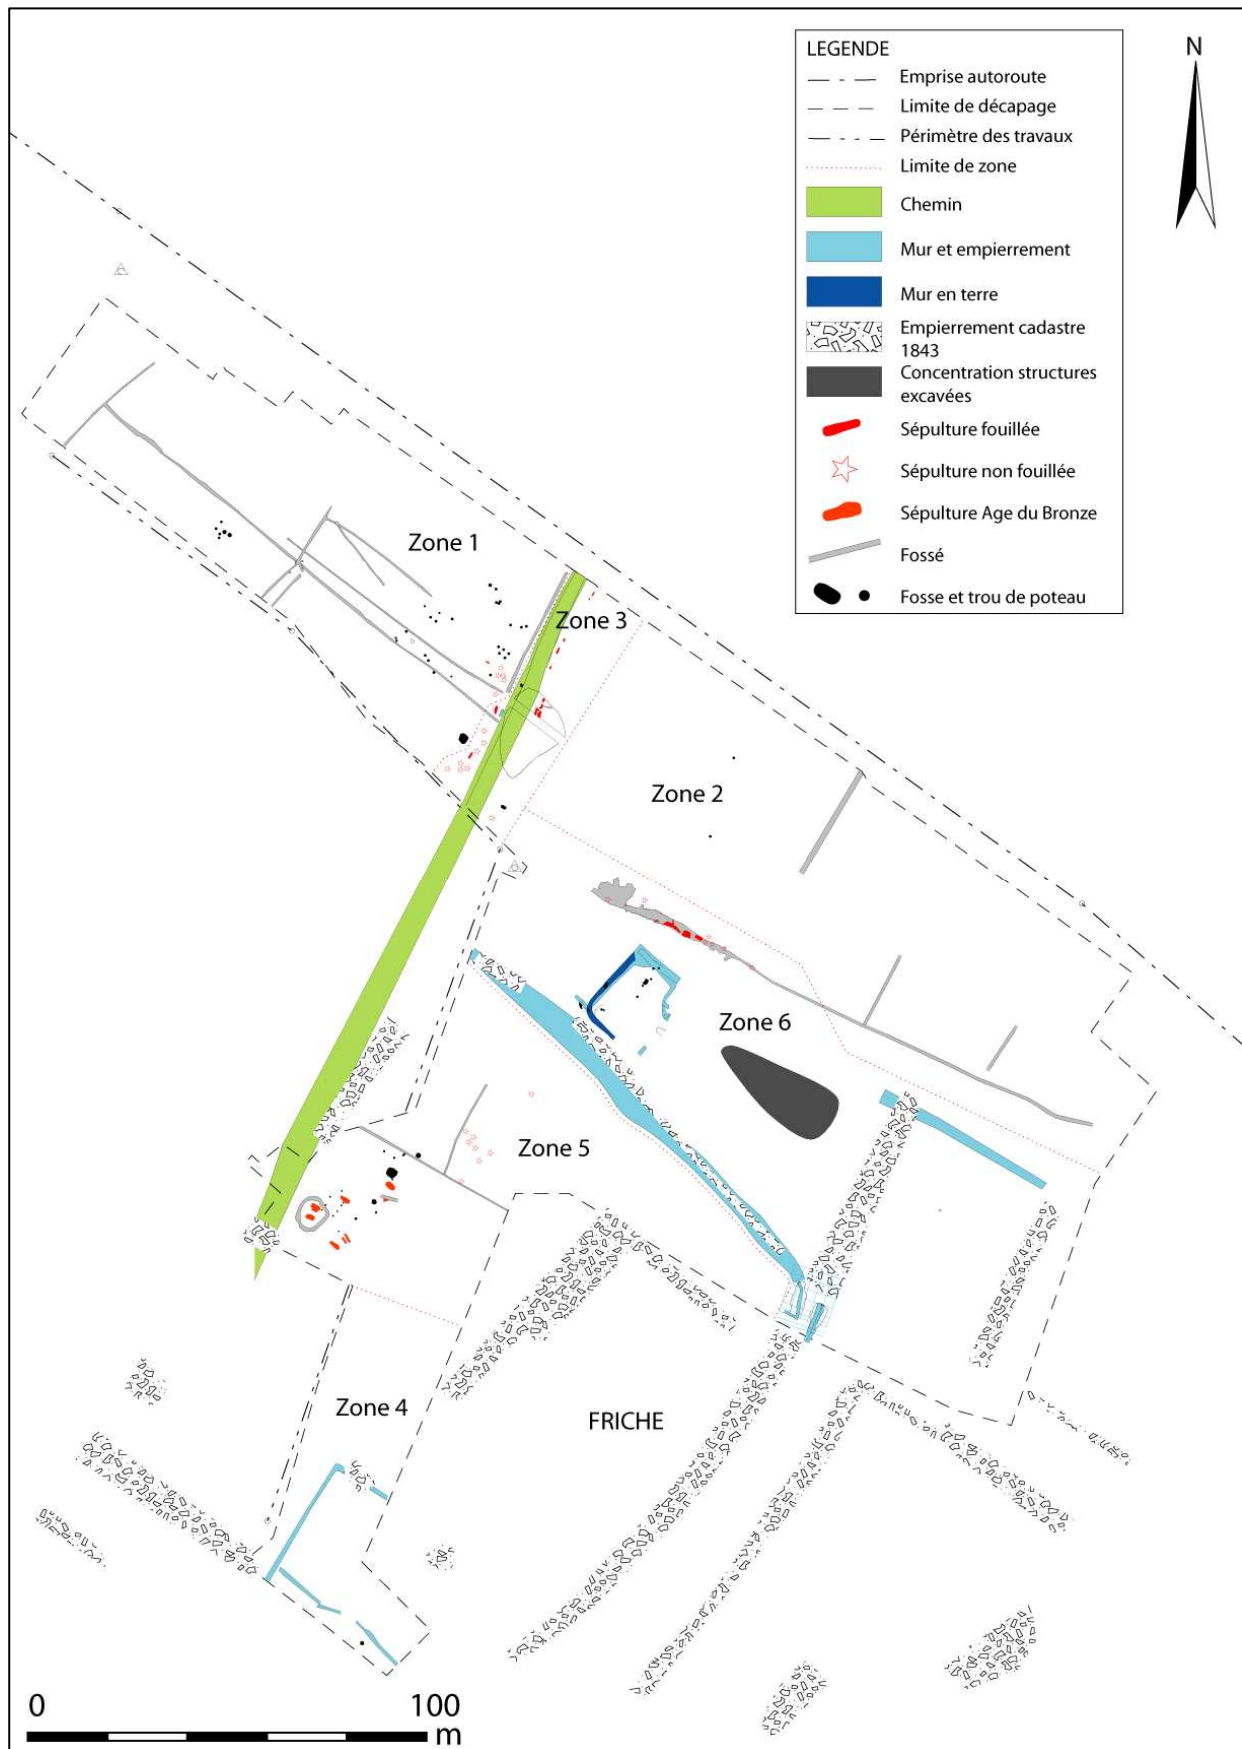 LEGENDE
Emprise autoroute
Limite de décapage
Périmètre des travaux
Limite de zone
Chemin
Mur et empierrement
Mur en terre
Empierrement cadastre
1843
Concentration structures
excavées
Sépulture fouillée
Sépulture non fouillée
Sépulture Age du Bronze
Fossé
Fosse et trou de poteau
N
Zone 1
Zone 3
Zone 2
Zone 6
Zone 5
Zone 4
FRICHE
0 100
m